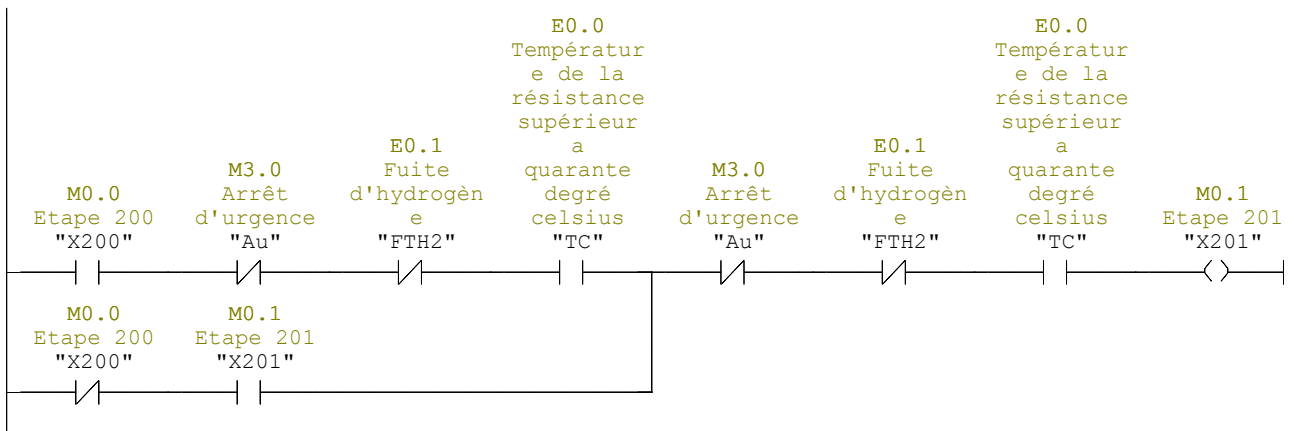 E0.0 E0.0
Températur Températur
e de la e de la
résistance résistance
supérieur supérieur
E0.1 a E0.1 a
M3.0 Fuite quarante M3.0 Fuite quarante
M0.0 Arrêt d'hydrogèn degré Arrêt d'hydrogèn degré M0.1
Etape 200 d'urgence e celsius d'urgence e celsius Etape 201
"X200" "Au" "FTH2" "TC" "Au" "FTH2" "TC" "X201"
M0.0 M0.1
Etape 200 Etape 201
"X200" "X201"